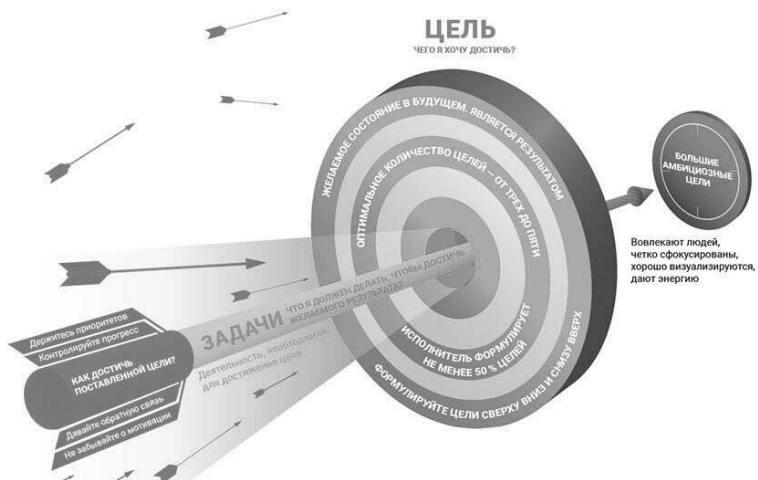 ЦЕЛЬ
ЧЕГО Я ХОЧУ ДОСТИЧЬ?
ЖЕЛАЕМОЕ СОСТОЯНИЕ В БУДУЩЕМ. ЯВЛЯЕТСЯ РЕЗУЛЬТАТОМ
ОПТИМАЛЬНОЕ КОЛИЧЕСТВО ЦЕЛЕЙ – ОТ ТРЕХ ДО ПЯТИ
ИСПОЛНИТЕЛЬ ФОРМУЛИРУЕТ
НЕ МЕНЕЕ 50 % ЦЕЛЕЙ
ФОРМУЛИРУЙТЕ ЦЕЛИ СВЕРХУ ВНИЗ И СНИЗУ ВВЕРХ
БОЛЬШИЕ
АМБИЦИОЗНЫЕ
ЦЕЛИ
Вовлекают людей,
четко сфокусированы,
хорошо визуализируются,
дают энергию
ЗАДАЧИ
ЧТО Я ДОЛЖЕН ДЕЛАТЬ, ЧТОБЫ ДОСТИЧЬ
ЖЕЛАЕМОГО РЕЗУЛЬТАТА?
Деятельность, необходимая
для достижения цели
Держитесь приоритетов
Контролируйте прогресс
КАК ДОСТИЧЬ
ПОСТАВЛЕННОЙ ЦЕЛИ?
Давайте обратную связь
Не забывайте о мотивации